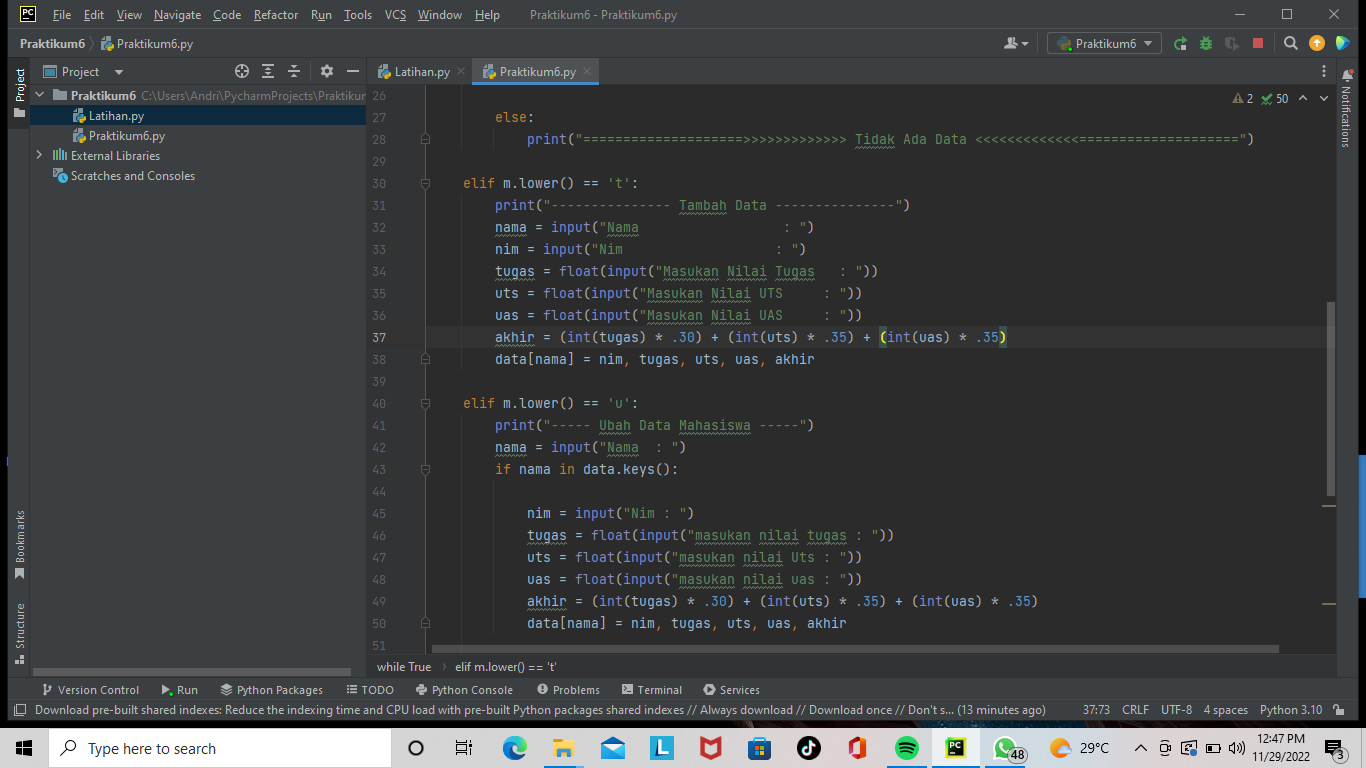 PC File Edit View Navigate Code Refactor Run Tools VCS Window Help Praktikum6 - Praktikum6.py
Praktikum6 Praktikum6.py Praktikum6
Project Project Latihan.py Praktikum6.py
Praktikum6 C:\Users\Andri\PycharmProjects\Praktikum
Latihan.py
Praktikum6.py
External Libraries
Scratches and Consoles
Bookmarks
Structure
Notifications
2 50
26
27 else:
28 print("====================>>>>>>>>>>>>> Tidak Ada Data <<<<<<<<<<<<<====================")
29
30 elif m.lower() == 't':
31 print("--------------- Tambah Data ---------------")
32 nama = input("Nama                  : ")
33 nim = input("Nim                   : ")
34 tugas = float(input("Masukan Nilai Tugas   : "))
35 uts = float(input("Masukan Nilai UTS     : "))
36 uas = float(input("Masukan Nilai UAS     : "))
37 akhir = (int(tugas) * .30) + (int(uts) * .35) + (int(uas) * .35)
38 data[nama] = nim, tugas, uts, uas, akhir
39
40 elif m.lower() == 'u':
41 print("----- Ubah Data Mahasiswa -----")
42 nama = input("Nama  : ")
43 if nama in data.keys():
44
45 nim = input("Nim : ")
46 tugas = float(input("masukan nilai tugas : "))
47 uts = float(input("masukan nilai Uts : "))
48 uas = float(input("masukan nilai uas : "))
49 akhir = (int(tugas) * .30) + (int(uts) * .35) + (int(uas) * .35)
50 data[nama] = nim, tugas, uts, uas, akhir
51
while True elif m.lower() == 't'
Version Control Run Python Packages TODO Python Console Problems Terminal Services
Download pre-built shared indexes: Reduce the indexing time and CPU load with pre-built Python packages shared indexes // Always download // Download once // Don't s... (13 minutes ago) 37:73 CRLF UTF-8 4 spaces Python 3.10
Type here to search L PC 48 29°C 12:47 PM
11/29/2022 3